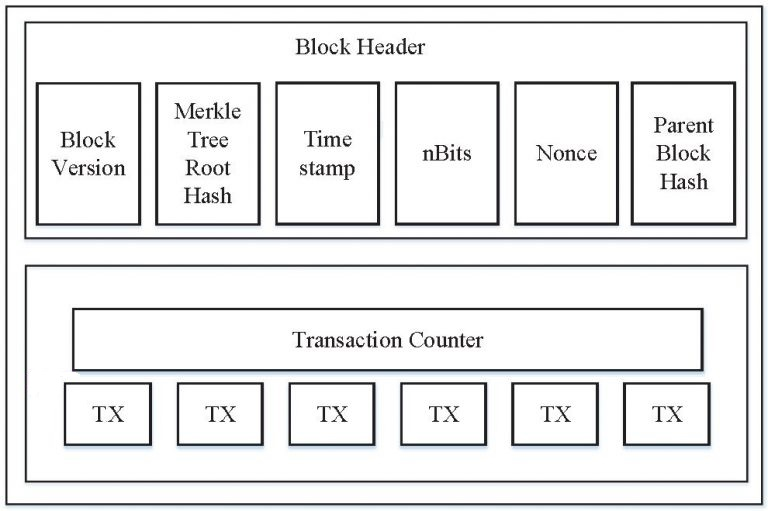 Block Header
Block
Version
Merkle
Tree
Root
Hash
Time
stamp
nBits
Nonce
Parent
Block
Hash
Transaction Counter
TX
TX
TX
TX
TX
TX